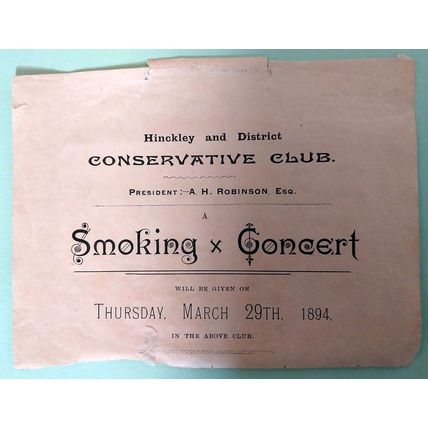 Hinckley and District
CONSERVATIVE CLUB.
PRESIDENT:—A. H. ROBINSON, ESQ.
A
Smoking x Concert
WILL BE GIVEN ON
THURSDAY, MARCH 29TH, 1894,
IN THE ABOVE CLUB.